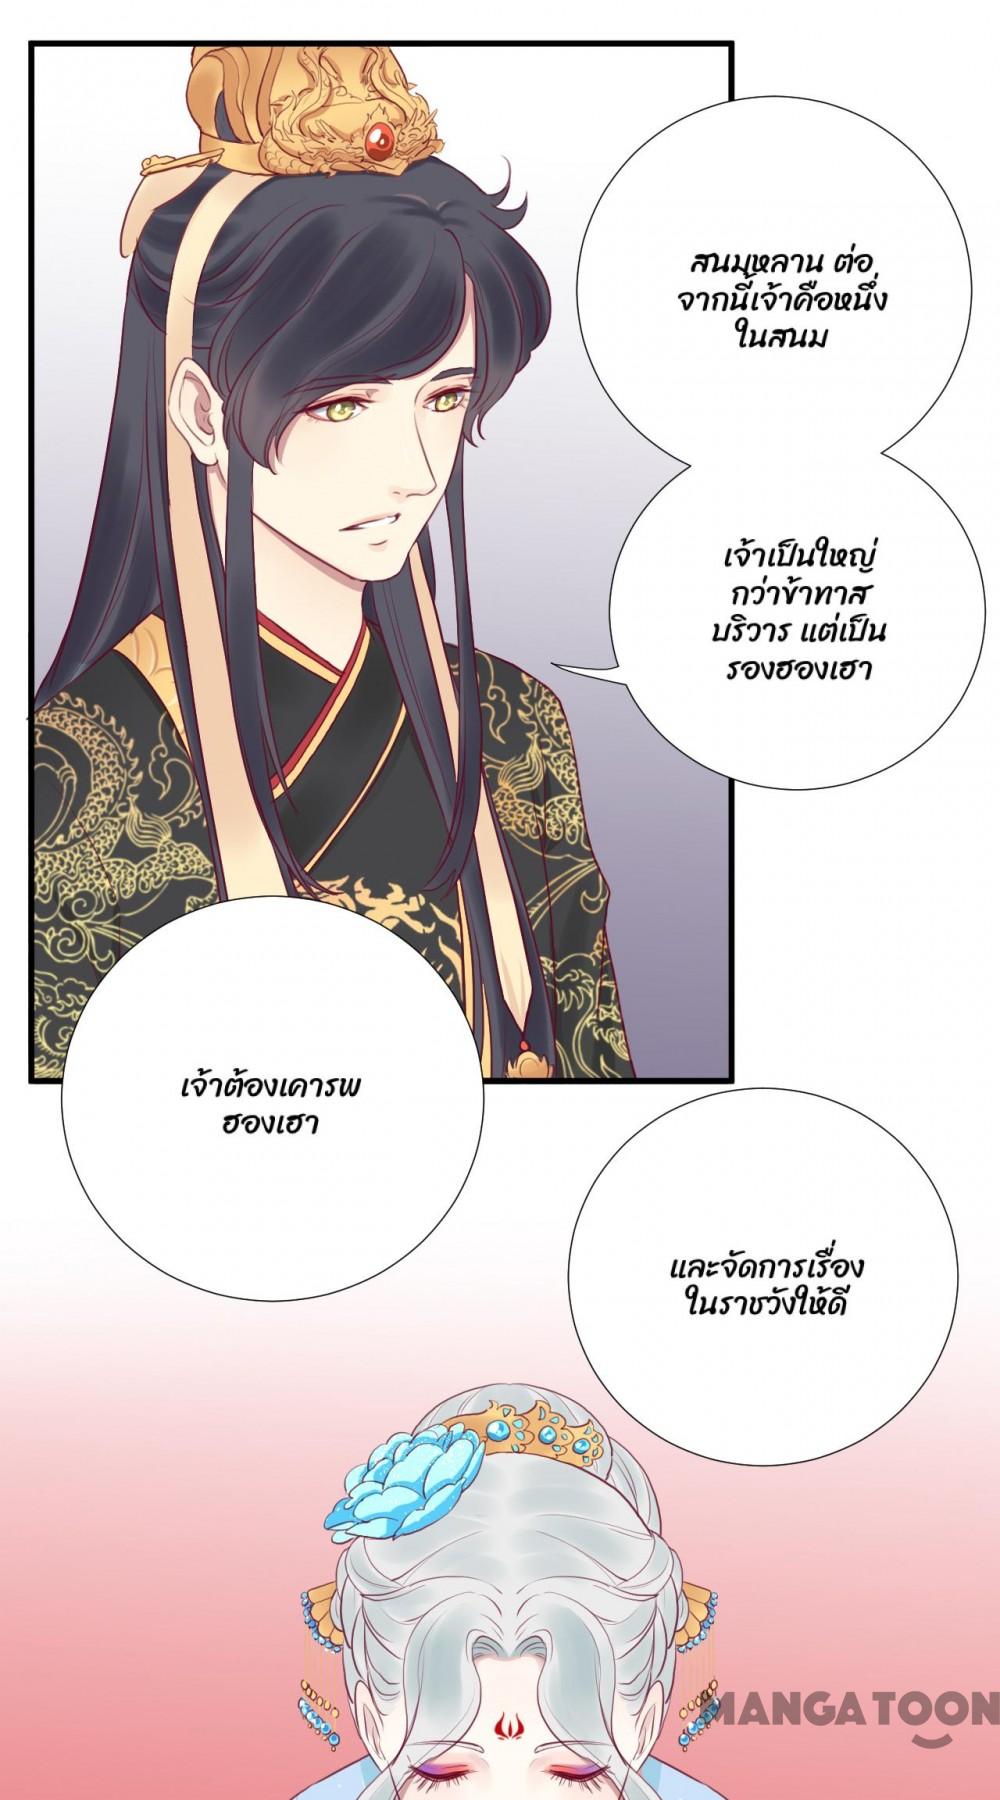 สนมหลาน ต่อ
จากนี้เจ้าคือหนึ่ง
ในสนม
เจ้าเป็นใหญ่
กว่าข้าทาส
บริวาร แต่เป็น
รองฮองเฮา
เจ้าต้องเคารพ
ฮองเฮา
และจัดการเรื่อง
ในราชวังให้ดี
MANGATOON